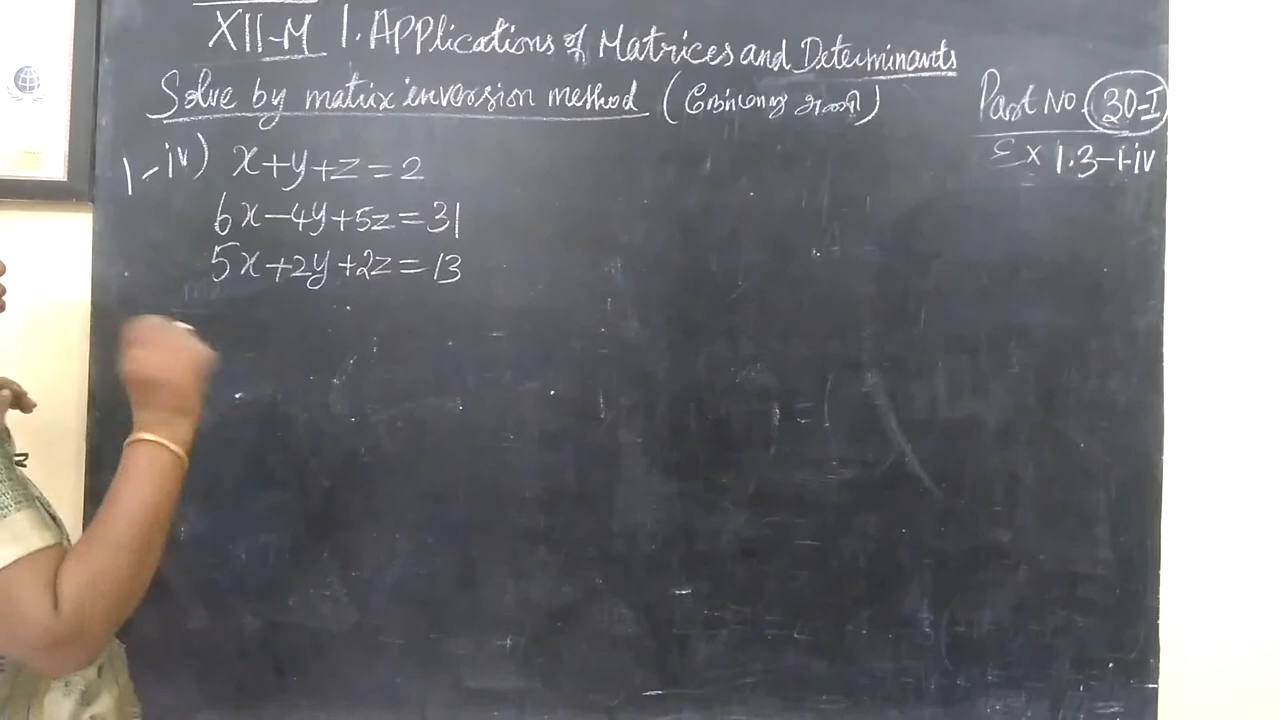 XII-M 1. Applications of Matrices and Determinants
Solve by matrix inversion method (
Part No. 30-I
Ex 1.3-1-iv
1-iv) x+y+z=2
6x-4y+5z=31
5x+2y+2z=13